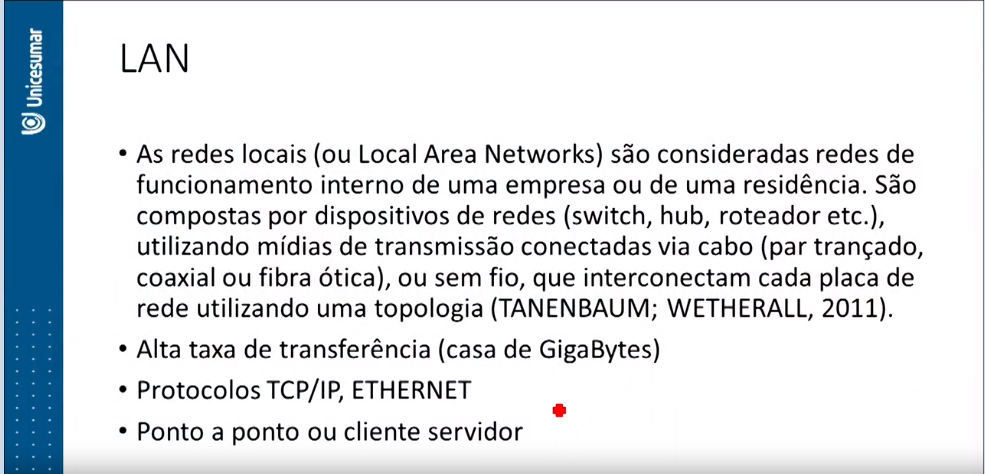 Unicesumar
LAN
• As redes locais (ou Local Area Networks) são consideradas redes de
funcionamento interno de uma empresa ou de uma residência. São
compostas por dispositivos de redes (switch, hub, roteador etc.),
utilizando mídias de transmissão conectadas via cabo (par trançado,
coaxial ou fibra ótica), ou sem fio, que interconectam cada placa de
rede utilizando uma topologia (TANENBAUM; WETHERALL, 2011).
• Alta taxa de transferência (casa de GigaBytes)
• Protocolos TCP/IP, ETHERNET
• Ponto a ponto ou cliente servidor